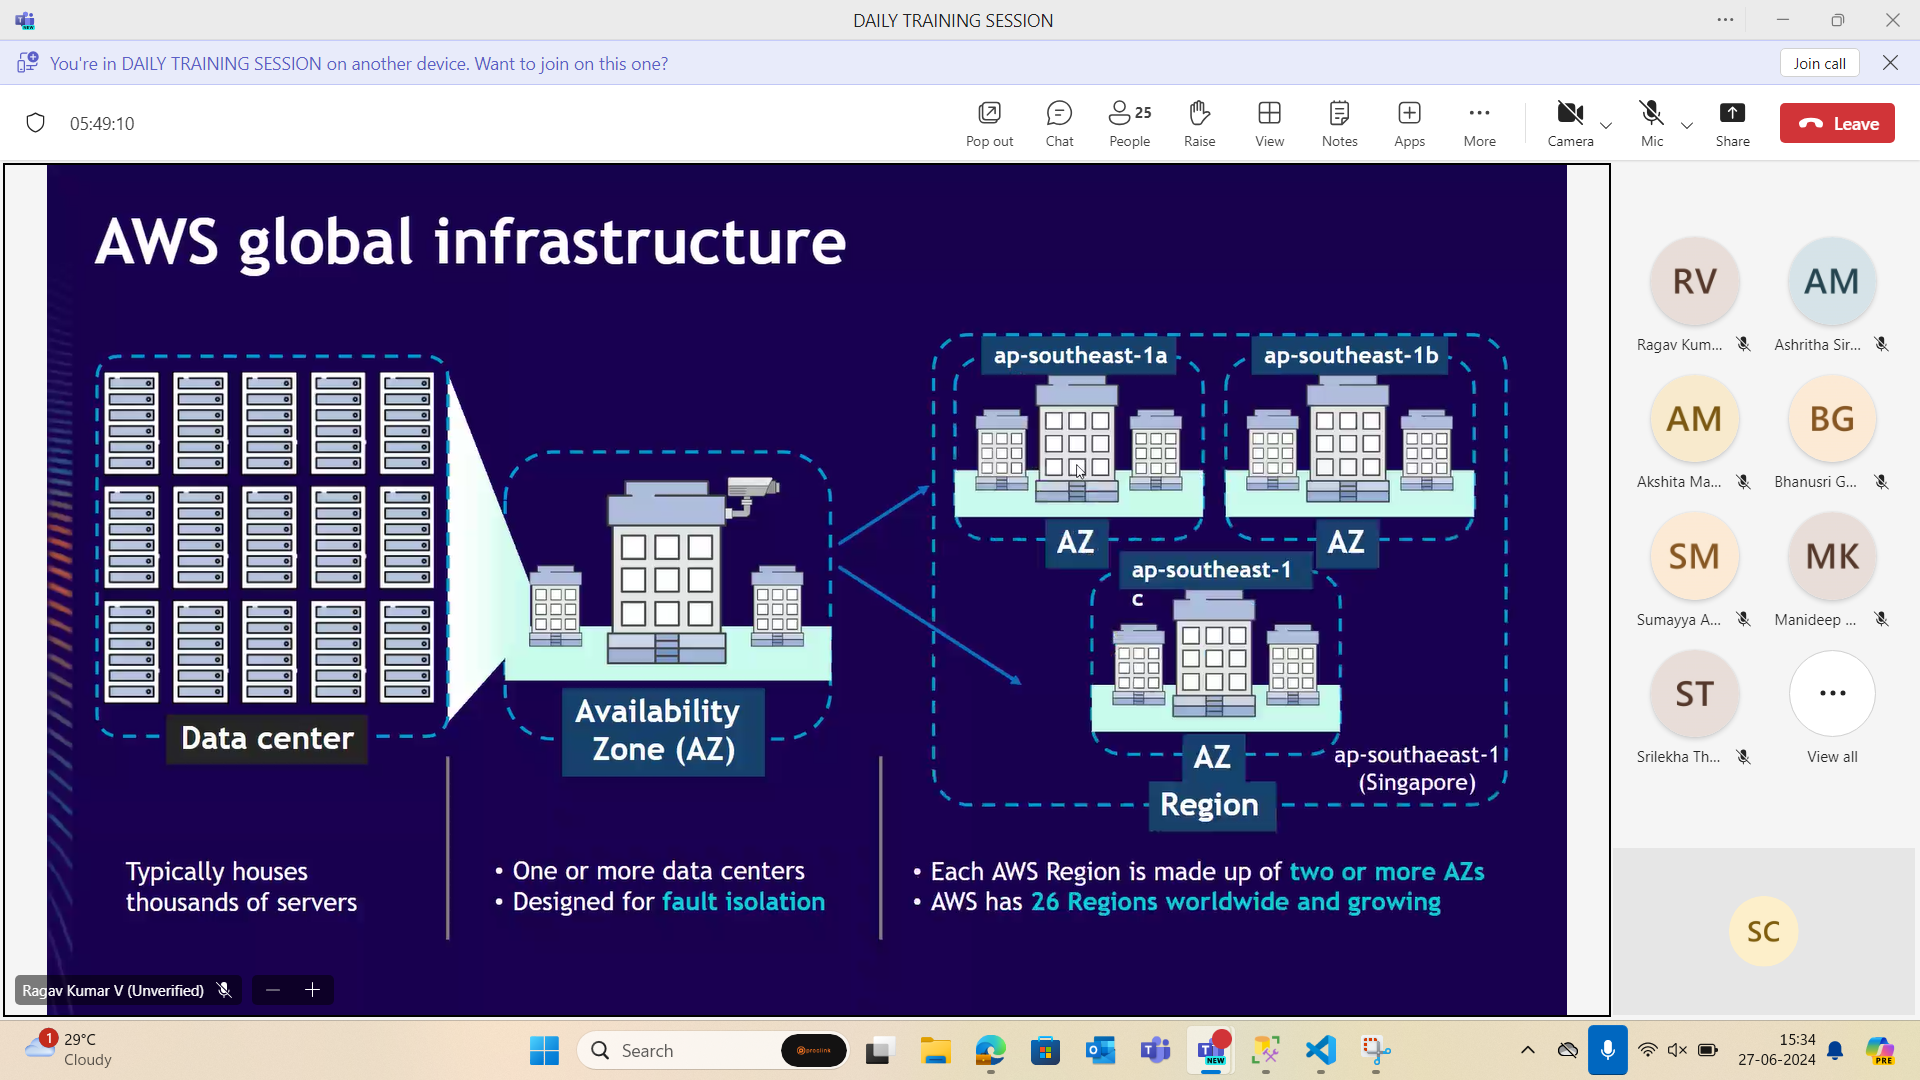 DAILY TRAINING SESSION
You're in DAILY TRAINING SESSION on another device. Want to join on this one?
Join call
05:49:10
Pop out
Chat
25
People
Raise
View
Notes
Apps
More
Camera
Mic
Share
Leave
AWS global infrastructure
Data center
Typically houses
thousands of servers
Availability
Zone (AZ)
• One or more data centers
• Designed for fault isolation
ap-southeast-1a
AZ
ap-southeast-1b
AZ
ap-southeast-1
c
AZ
ap-southaeast-1
(Singapore)
Region
• Each AWS Region is made up of two or more AZs
• AWS has 26 Regions worldwide and growing
Ragav Kumar V (Unverified)
RV
Ragav Kum...
AM
Ashritha Sir...
AM
Akshita Ma...
BG
Bhanusri G...
SM
Sumayya A...
MK
Manideep ...
ST
Srilekha Th...
View all
SC
1
29°C
Cloudy
Search
proclink
NEW
15:34
27-06-2024
PRE